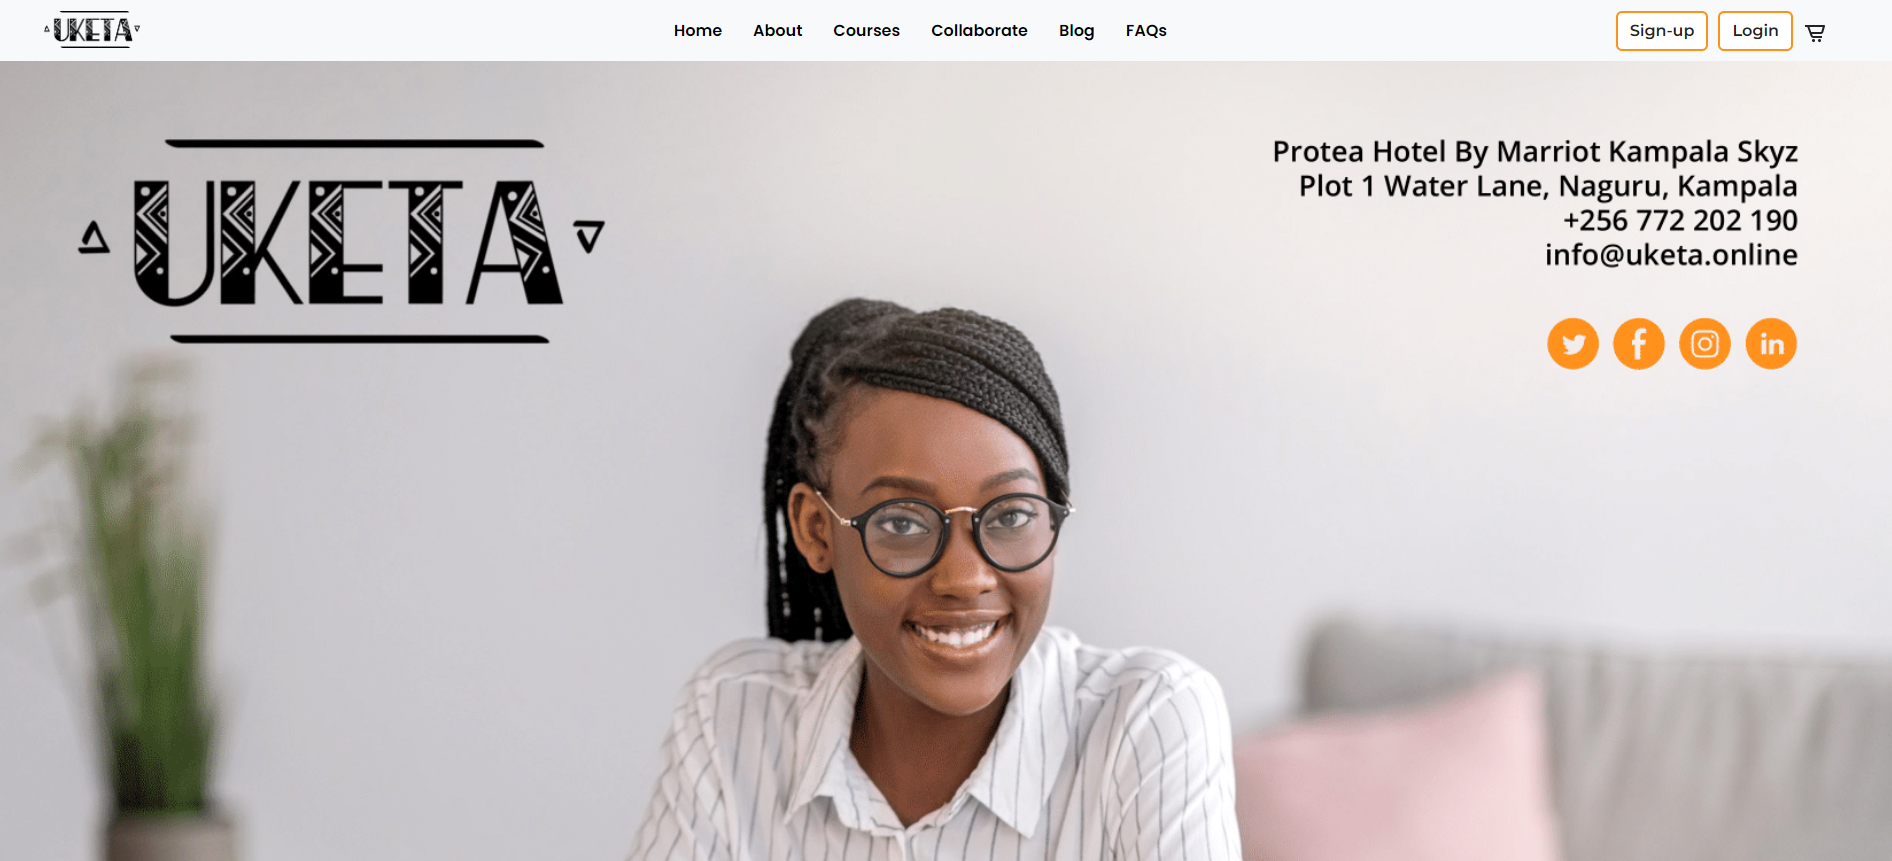 UKETA
Home
About
Courses
Collaborate
Blog
FAQs
Sign-up
Login
UKETA
Protea Hotel By Marriot Kampala Skyz
Plot 1 Water Lane, Naguru, Kampala
+256 772 202 190
info@uketa.online